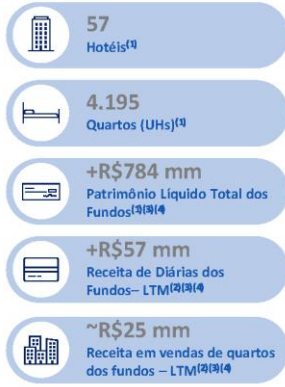 57
Hotéis(1)
4.195
Quartos (UHs)(1)
+R$784 mm
Patrimônio Líquido Total dos
Fundos(1)(3)(4)
+R$57 mm
Receita de Diárias dos
Fundos– LTM(2)(3)(4)
~R$25 mm
Receita em vendas de quartos
dos fundos – LTM(2)(3)(4)